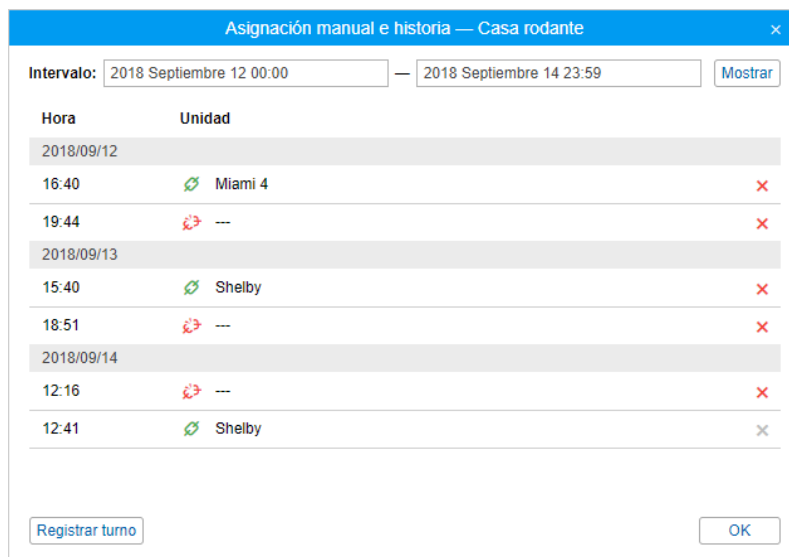 Asignación manual e historia — Casa rodante
Intervalo: 2018 Septiembre 12 00:00 — 2018 Septiembre 14 23:59 Mostrar
Hora Unidad
2018/09/12
16:40 Miami 4
19:44 ---
2018/09/13
15:40 Shelby
18:51 ---
2018/09/14
12:16 ---
12:41 Shelby
Registrar turno OK